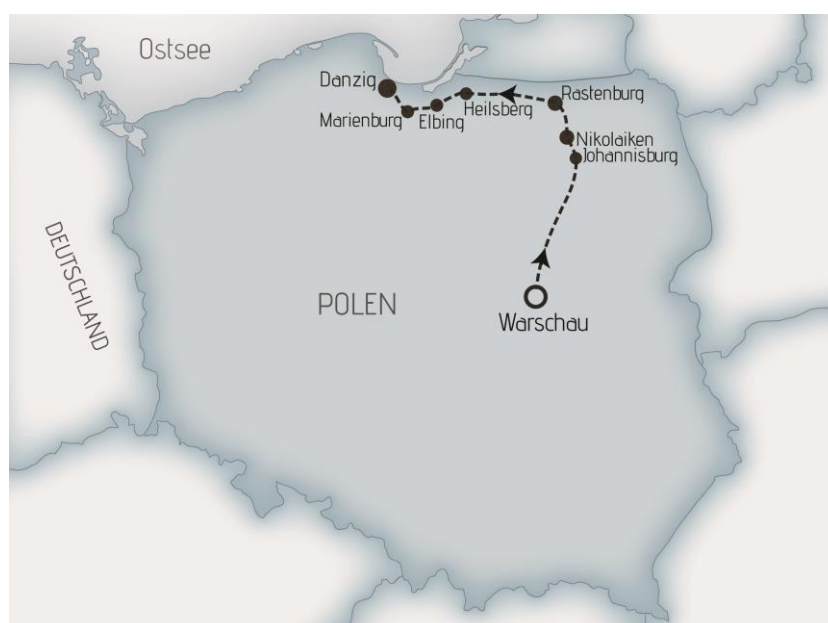 Ostsee
Danzig
Rastenburg
Marienburg
Elbing
Heilsberg
Nikolaiken
Johannisburg
DEUTSCHLAND
POLEN
Warschau